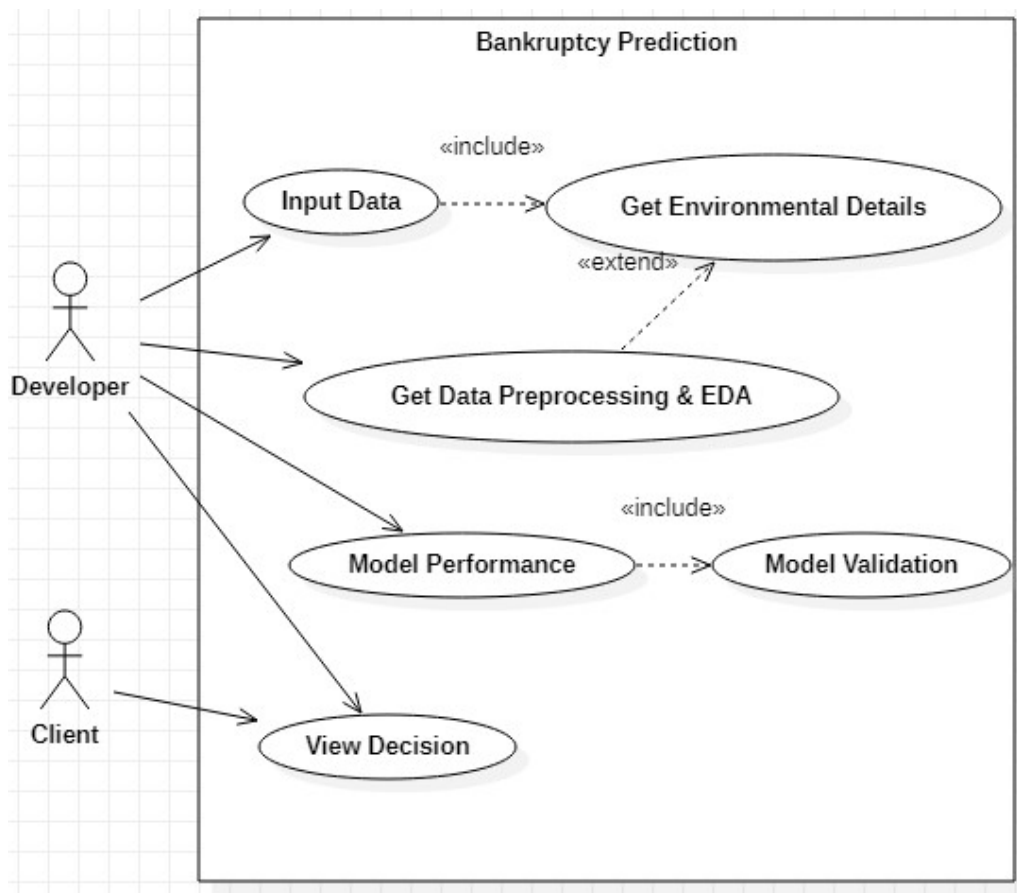 Bankruptcy Prediction
«include»
Input Data
Get Environmental Details
«extend»
Developer
Get Data Preprocessing & EDA
«include»
Model Performance
Model Validation
Client
View Decision